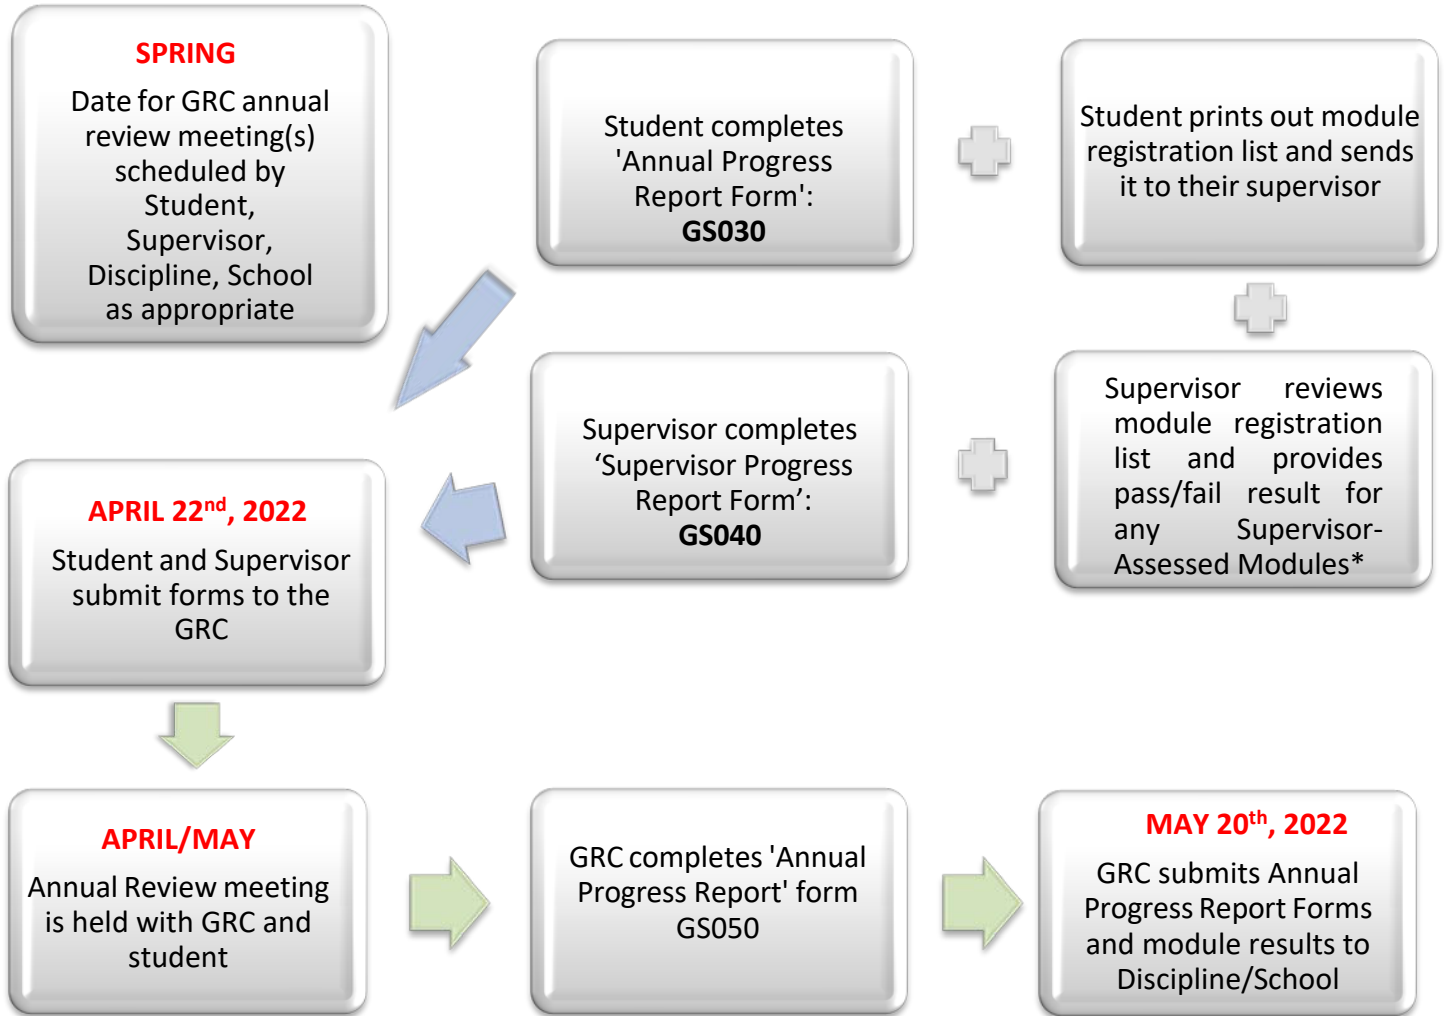 SPRING
Date for GRC annual
review meeting(s)
scheduled by
Student,
Supervisor,
Discipline, School
as appropriate
Student completes
'Annual Progress
Report Form':
GS030
Student prints out module
registration list and sends
it to their supervisor
Supervisor reviews
module registration
list and provides
pass/fail result for
any Supervisor-
Assessed Modules*
Supervisor completes
‘Supervisor Progress
Report Form’:
GS040
APRIL 22nd, 2022
Student and Supervisor
submit forms to the
GRC
APRIL/MAY
Annual Review meeting
is held with GRC and
student
GRC completes 'Annual
Progress Report' form
GS050
MAY 20th, 2022
GRC submits Annual
Progress Report Forms
and module results to
Discipline/School